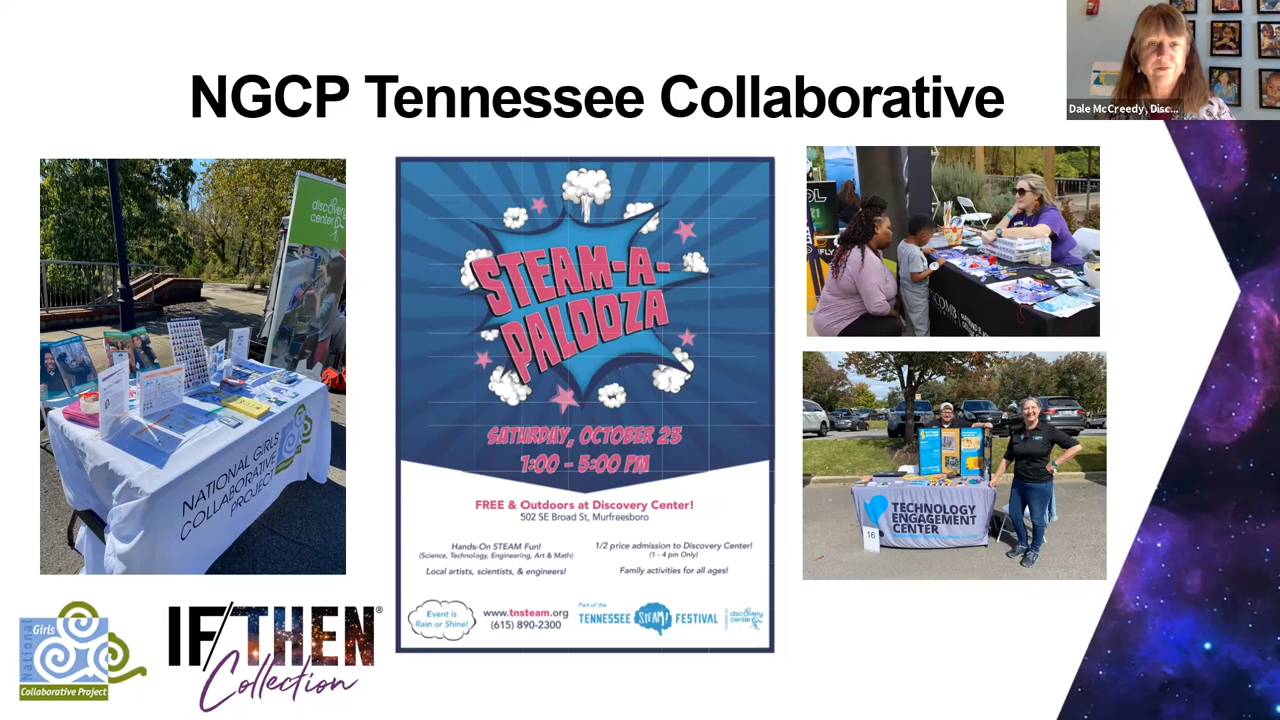 NGCP Tennessee Collaborative
Dale McCreedy, Disc...
discovery
center
NATIONAL GIRLS
COLLABORATIVE
PROJECT
STEAM-A-
PALOOZA
SATURDAY, OCTOBER 23
1:00 - 5:00 PM
FREE & Outdoors at Discovery Center!
502 SE Broad St, Murfreesboro
Hands-On STEAM Fun!
(Science, Technology, Engineering, Art & Math)
Local artists, scientists, & engineers!
1/2 price admission to Discovery Center!
(1 - 4 pm Only)
Family activities for all ages!
Event is
Rain or Shine!
www.tnsteam.org
(615) 890-2300
Part of the
TENNESSEE STEAM! FESTIVAL
discovery
center
TECHNOLOGY
ENGAGEMENT
CENTER
16
National
Girls
Collaborative Project
IF/THEN®
Collection